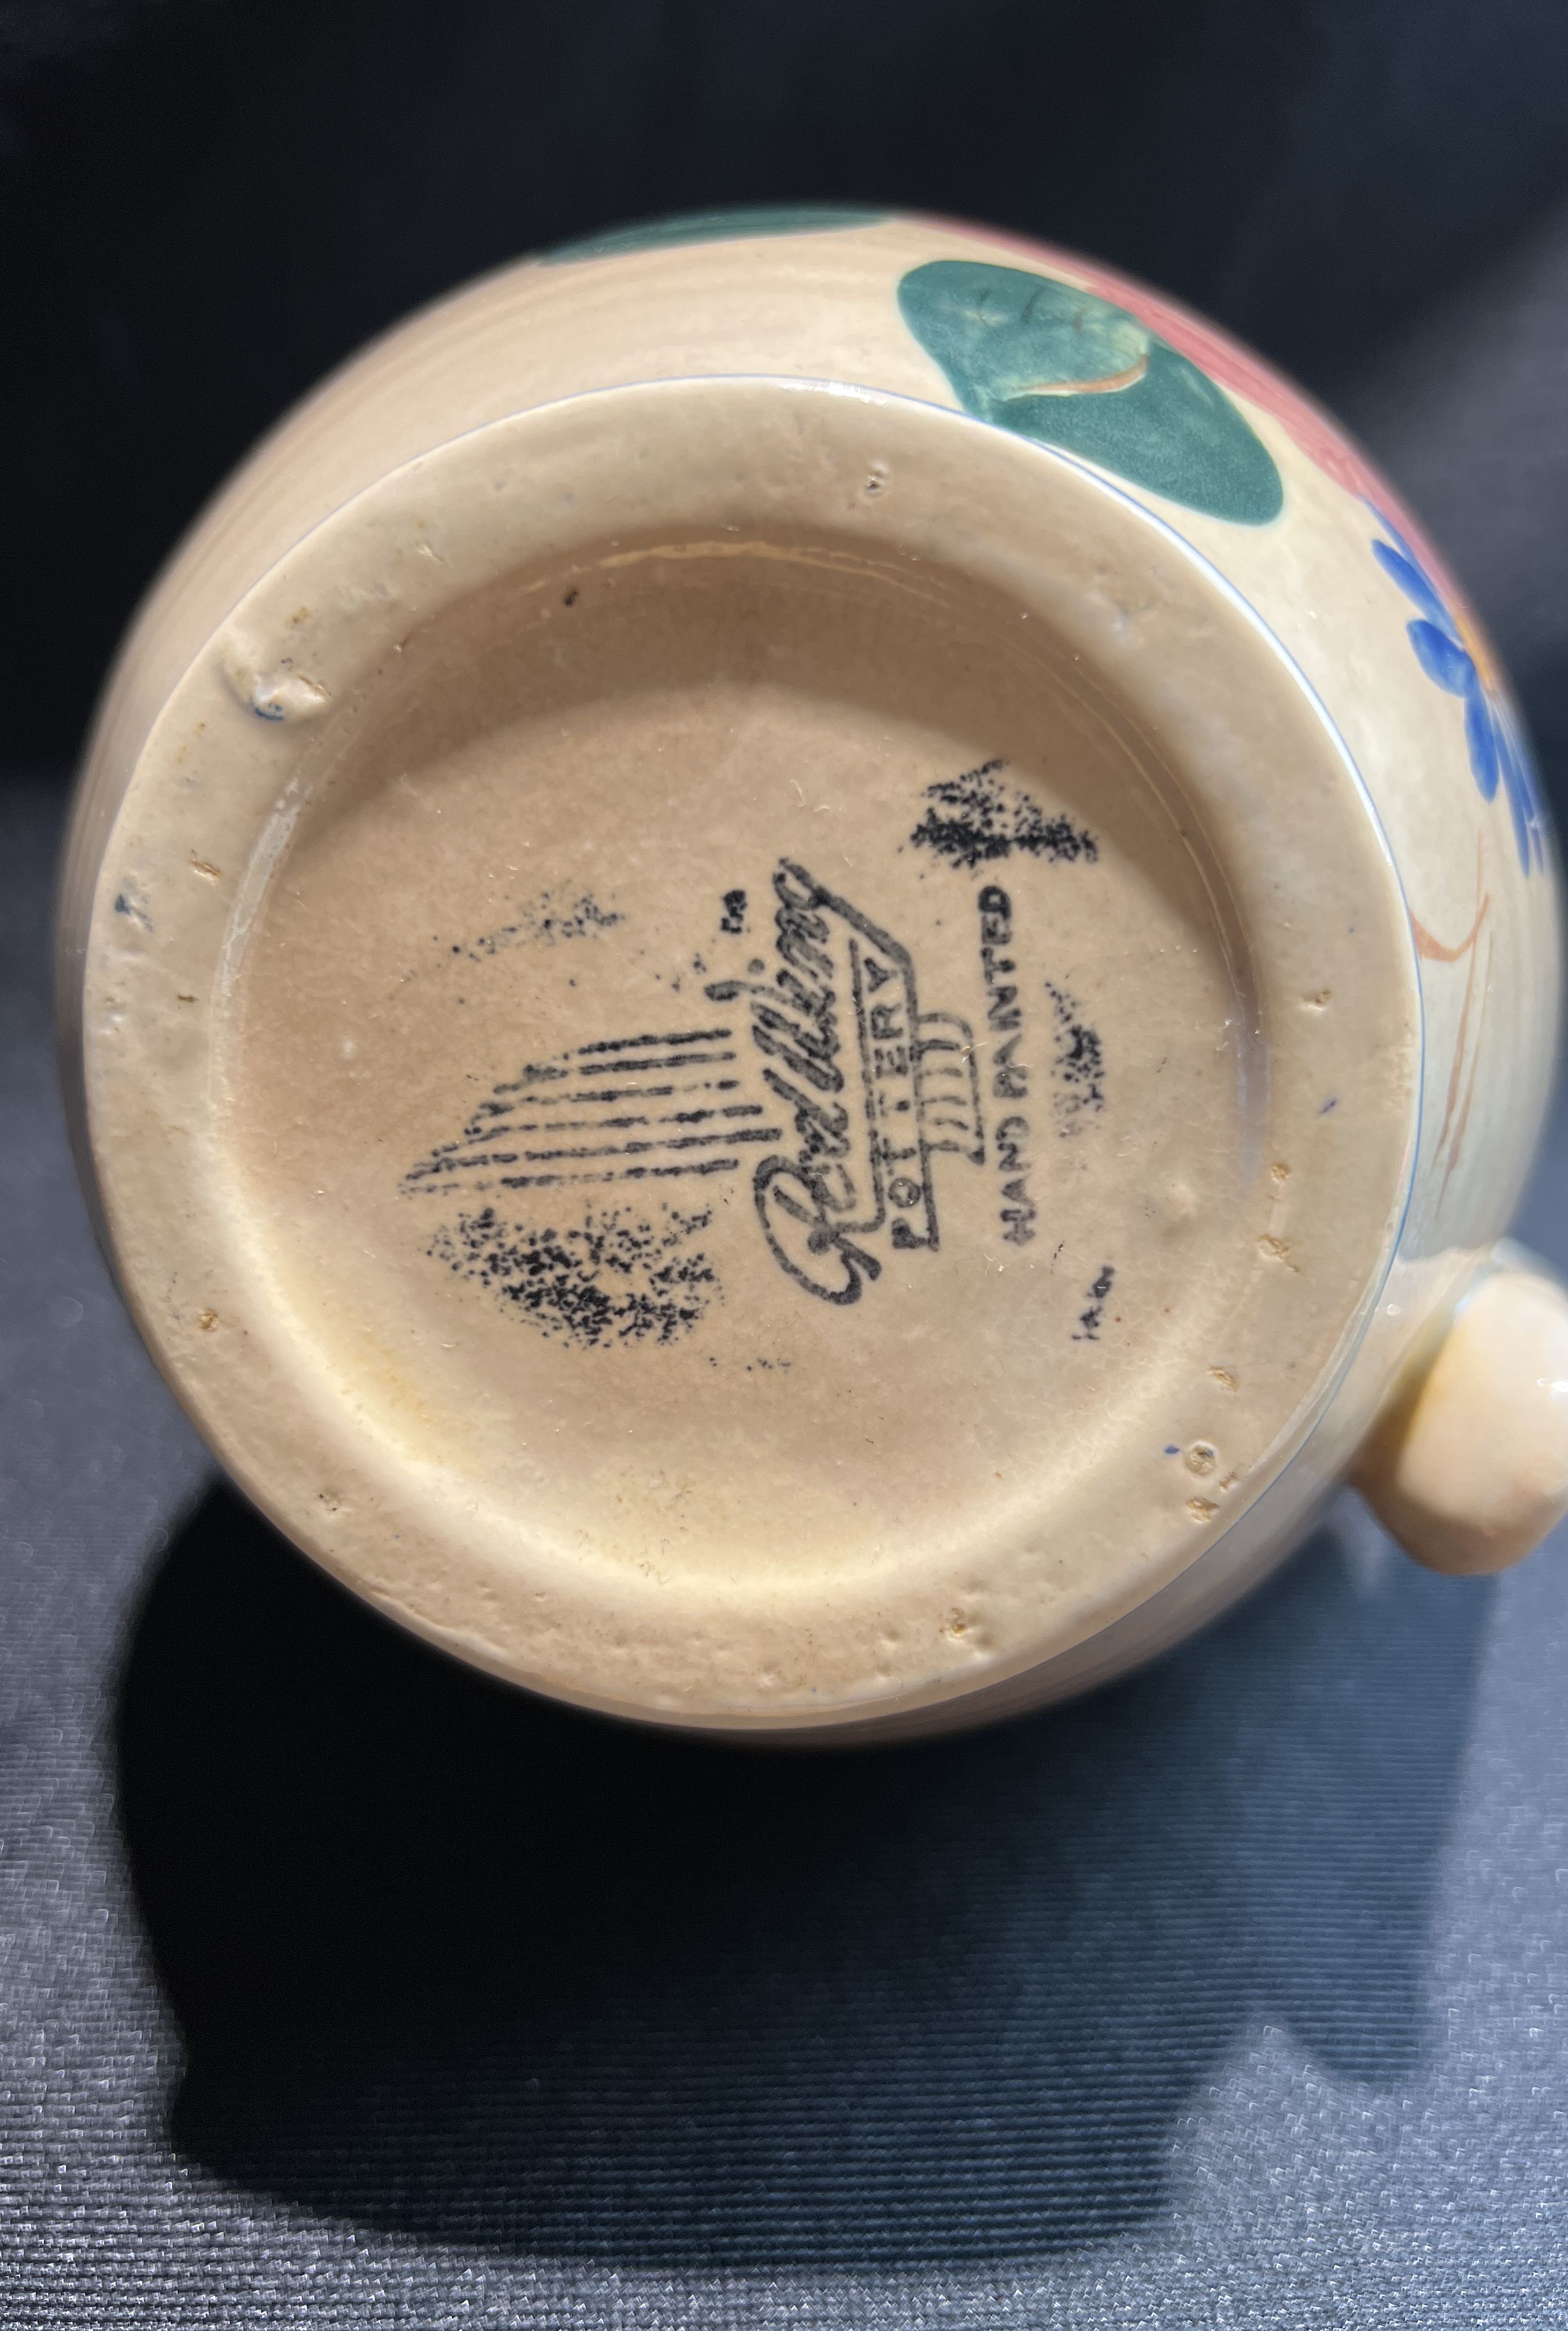 Red Wing
POTTERY
HAND PAINTED